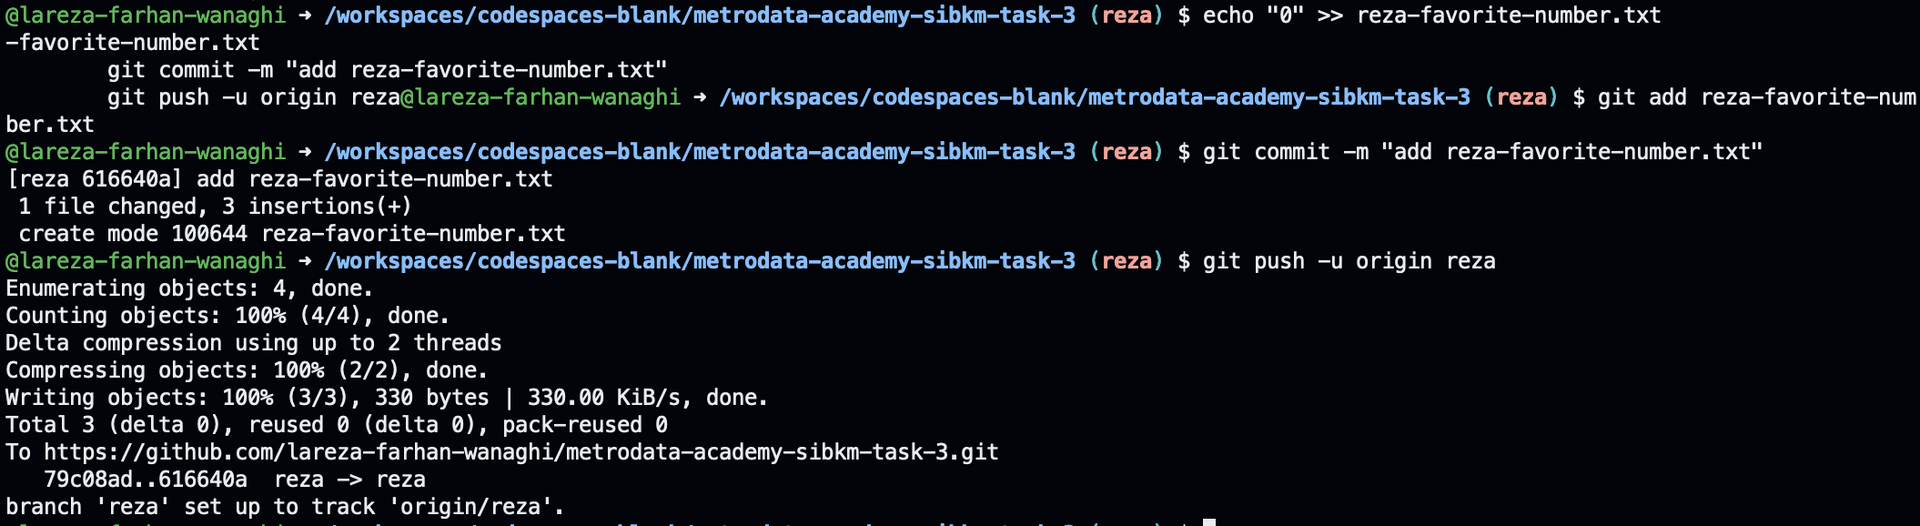 @lareza-farhan-wanaghi → /workspaces/codespaces-blank/metrodata-academy-sibkm-task-3 (reza) $ echo "0" >> reza-favorite-number.txt
-favorite-number.txt
        git commit -m "add reza-favorite-number.txt"
        git push -u origin reza@lareza-farhan-wanaghi → /workspaces/codespaces-blank/metrodata-academy-sibkm-task-3 (reza) $ git add reza-favorite-num
ber.txt
@lareza-farhan-wanaghi → /workspaces/codespaces-blank/metrodata-academy-sibkm-task-3 (reza) $ git commit -m "add reza-favorite-number.txt"
[reza 616640a] add reza-favorite-number.txt
 1 file changed, 3 insertions(+)
 create mode 100644 reza-favorite-number.txt
@lareza-farhan-wanaghi → /workspaces/codespaces-blank/metrodata-academy-sibkm-task-3 (reza) $ git push -u origin reza
Enumerating objects: 4, done.
Counting objects: 100% (4/4), done.
Delta compression using up to 2 threads
Compressing objects: 100% (2/2), done.
Writing objects: 100% (3/3), 330 bytes | 330.00 KiB/s, done.
Total 3 (delta 0), reused 0 (delta 0), pack-reused 0
To https://github.com/lareza-farhan-wanaghi/metrodata-academy-sibkm-task-3.git
   79c08ad..616640a  reza -> reza
branch 'reza' set up to track 'origin/reza'.